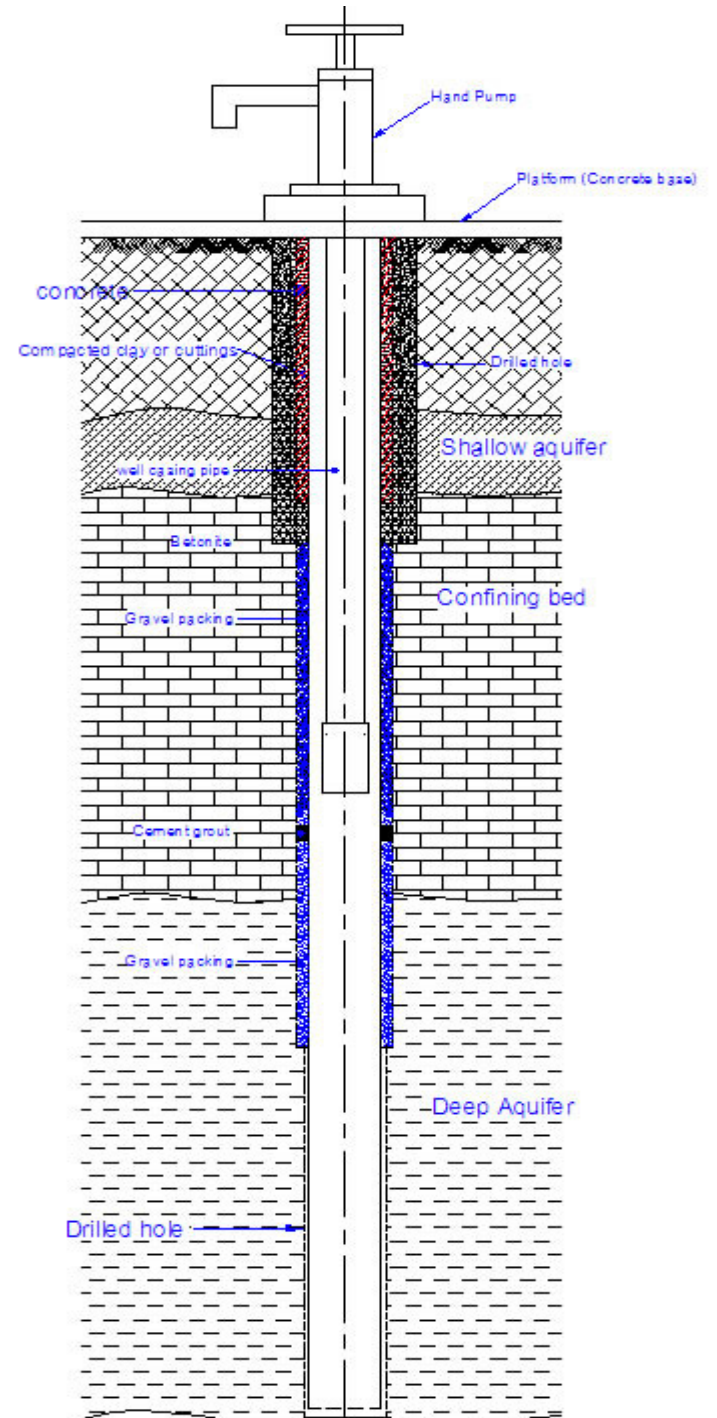 Hand Pump
Platform (Concrete base)
concrete
Compacted clay or cuttings
Drilled hole
Shallow aquifer
well casing pipe
Betonite
Confining bed
Gravel packing
Cement grout
Gravel packing
Deep Aquifer
Drilled hole